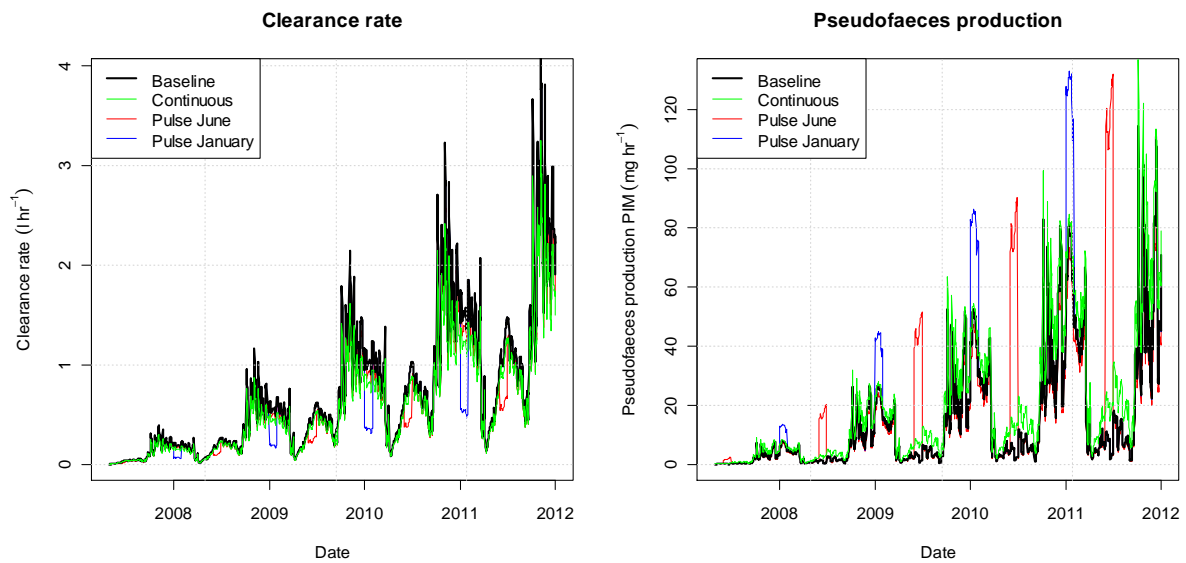 Clearance rate
Clearance rate (l hr⁻¹)
4
3
2
1
0
Baseline
Continuous
Pulse June
Pulse January
2008 2009 2010 2011 2012
Date
Pseudofaeces production
Pseudofaeces production PIM (mg hr⁻¹)
120
100
80
60
40
20
0
Baseline
Continuous
Pulse June
Pulse January
2008 2009 2010 2011 2012
Date